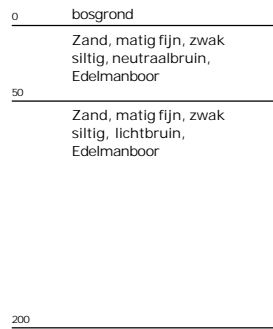 0 bosgrond
Zand, matig fijn, zwak
siltig, neutraalbruin,
Edelmanboor
50
Zand, matig fijn, zwak
siltig, lichtbruin,
Edelmanboor
200